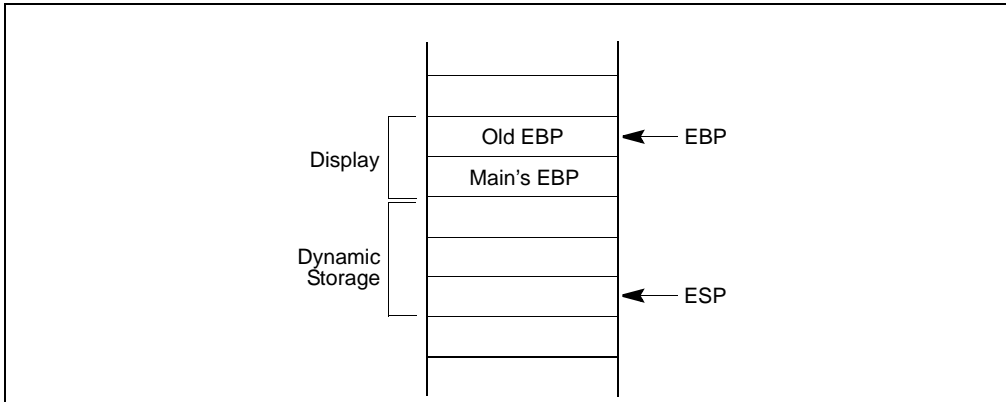 Old EBP
EBP
Display
Main's EBP
Dynamic
Storage
ESP